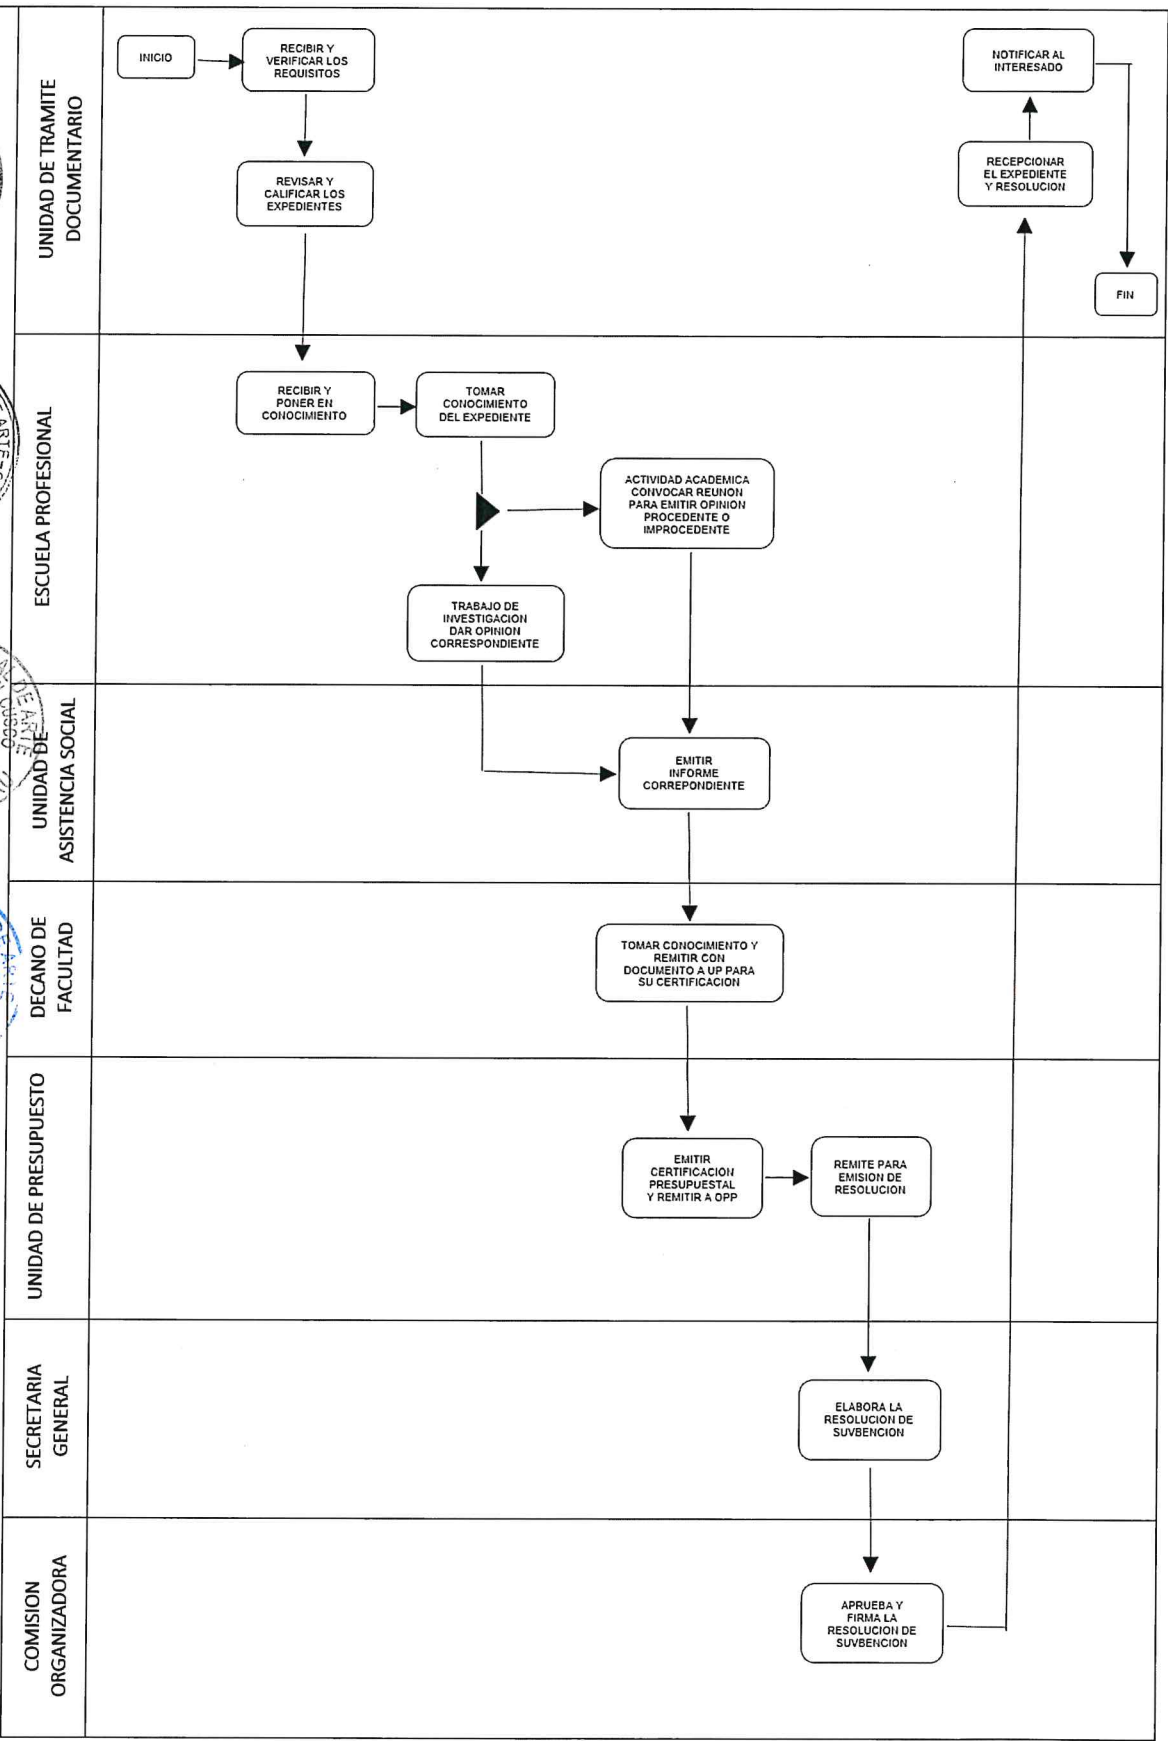 UNIDAD DE TRAMITE
DOCUMENTARIO
INICIO
RECIBIR Y
VERIFICAR LOS
REQUISITOS
NOTIFICAR AL
INTERESADO
REVISAR Y
CALIFICAR LOS
EXPEDIENTES
RECEPCIONAR
EL EXPEDIENTE
Y RESOLUCION
FIN
ESCUELA PROFESIONAL
RECIBIR Y
PONER EN
CONOCIMIENTO
TOMAR
CONOCIMIENTO
DEL EXPEDIENTE
ACTIVIDAD ACADEMICA
CONVOCAR REUNON
PARA EMITIR OPINION
PROCEDENTE O
IMPROCEDENTE
TRABAJO DE
INVESTIGACION
DAR OPINION
CORRESPONDIENTE
UNIDAD DE
ASISTENCIA SOCIAL
EMITIR
INFORME
CORREPONDIENTE
DECANO DE
FACULTAD
TOMAR CONOCIMIENTO Y
REMITIR CON
DOCUMENTO A UP PARA
SU CERTIFICACION
UNIDAD DE PRESUPUESTO
EMITIR
CERTIFICACION
PRESUPUESTAL
Y REMITIR A OPP
REMITE PARA
EMISION DE
RESOLUCION
SECRETARIA
GENERAL
ELABORA LA
RESOLUCION DE
SUVBENCION
COMISION
ORGANIZADORA
APRUEBA Y
FIRMA LA
RESOLUCION DE
SUVBENCION
DE ARTE
CUSCO